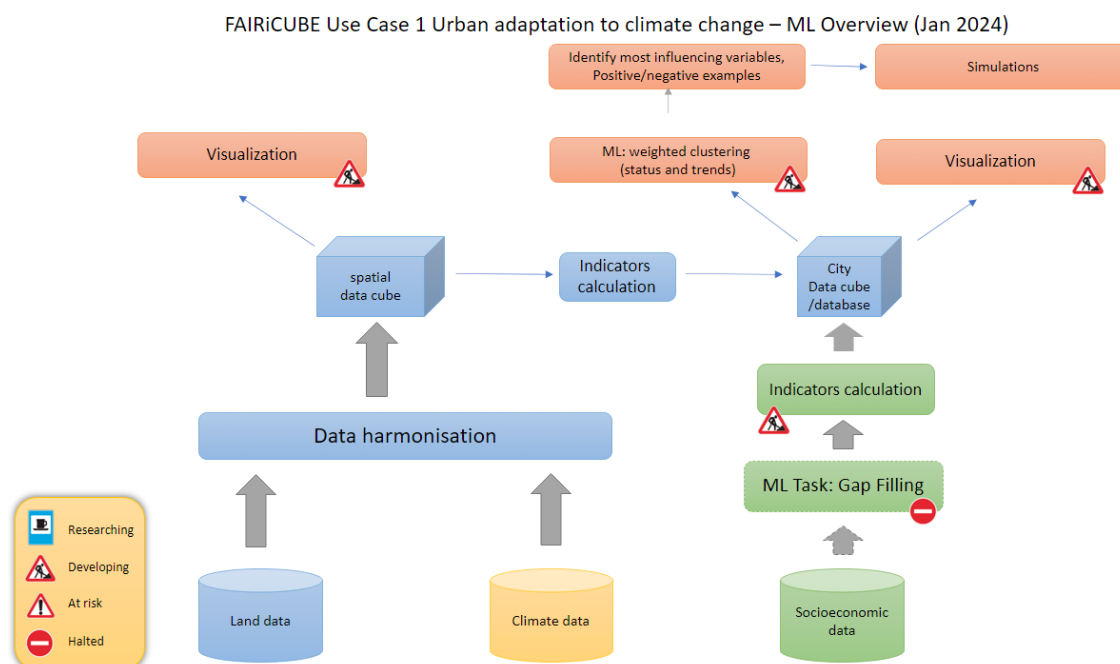 FAIRiCUBE Use Case 1 Urban adaptation to climate change – ML Overview (Jan 2024)
Identify most influencing variables,
Positive/negative examples
Simulations
Visualization
ML: weighted clustering
(status and trends)
Visualization
spatial
data cube
Indicators
calculation
City
Data cube
/database
Indicators calculation
Data harmonisation
ML Task: Gap Filling
Researching
Developing
At risk
Halted
Land data
Climate data
Socioeconomic
data